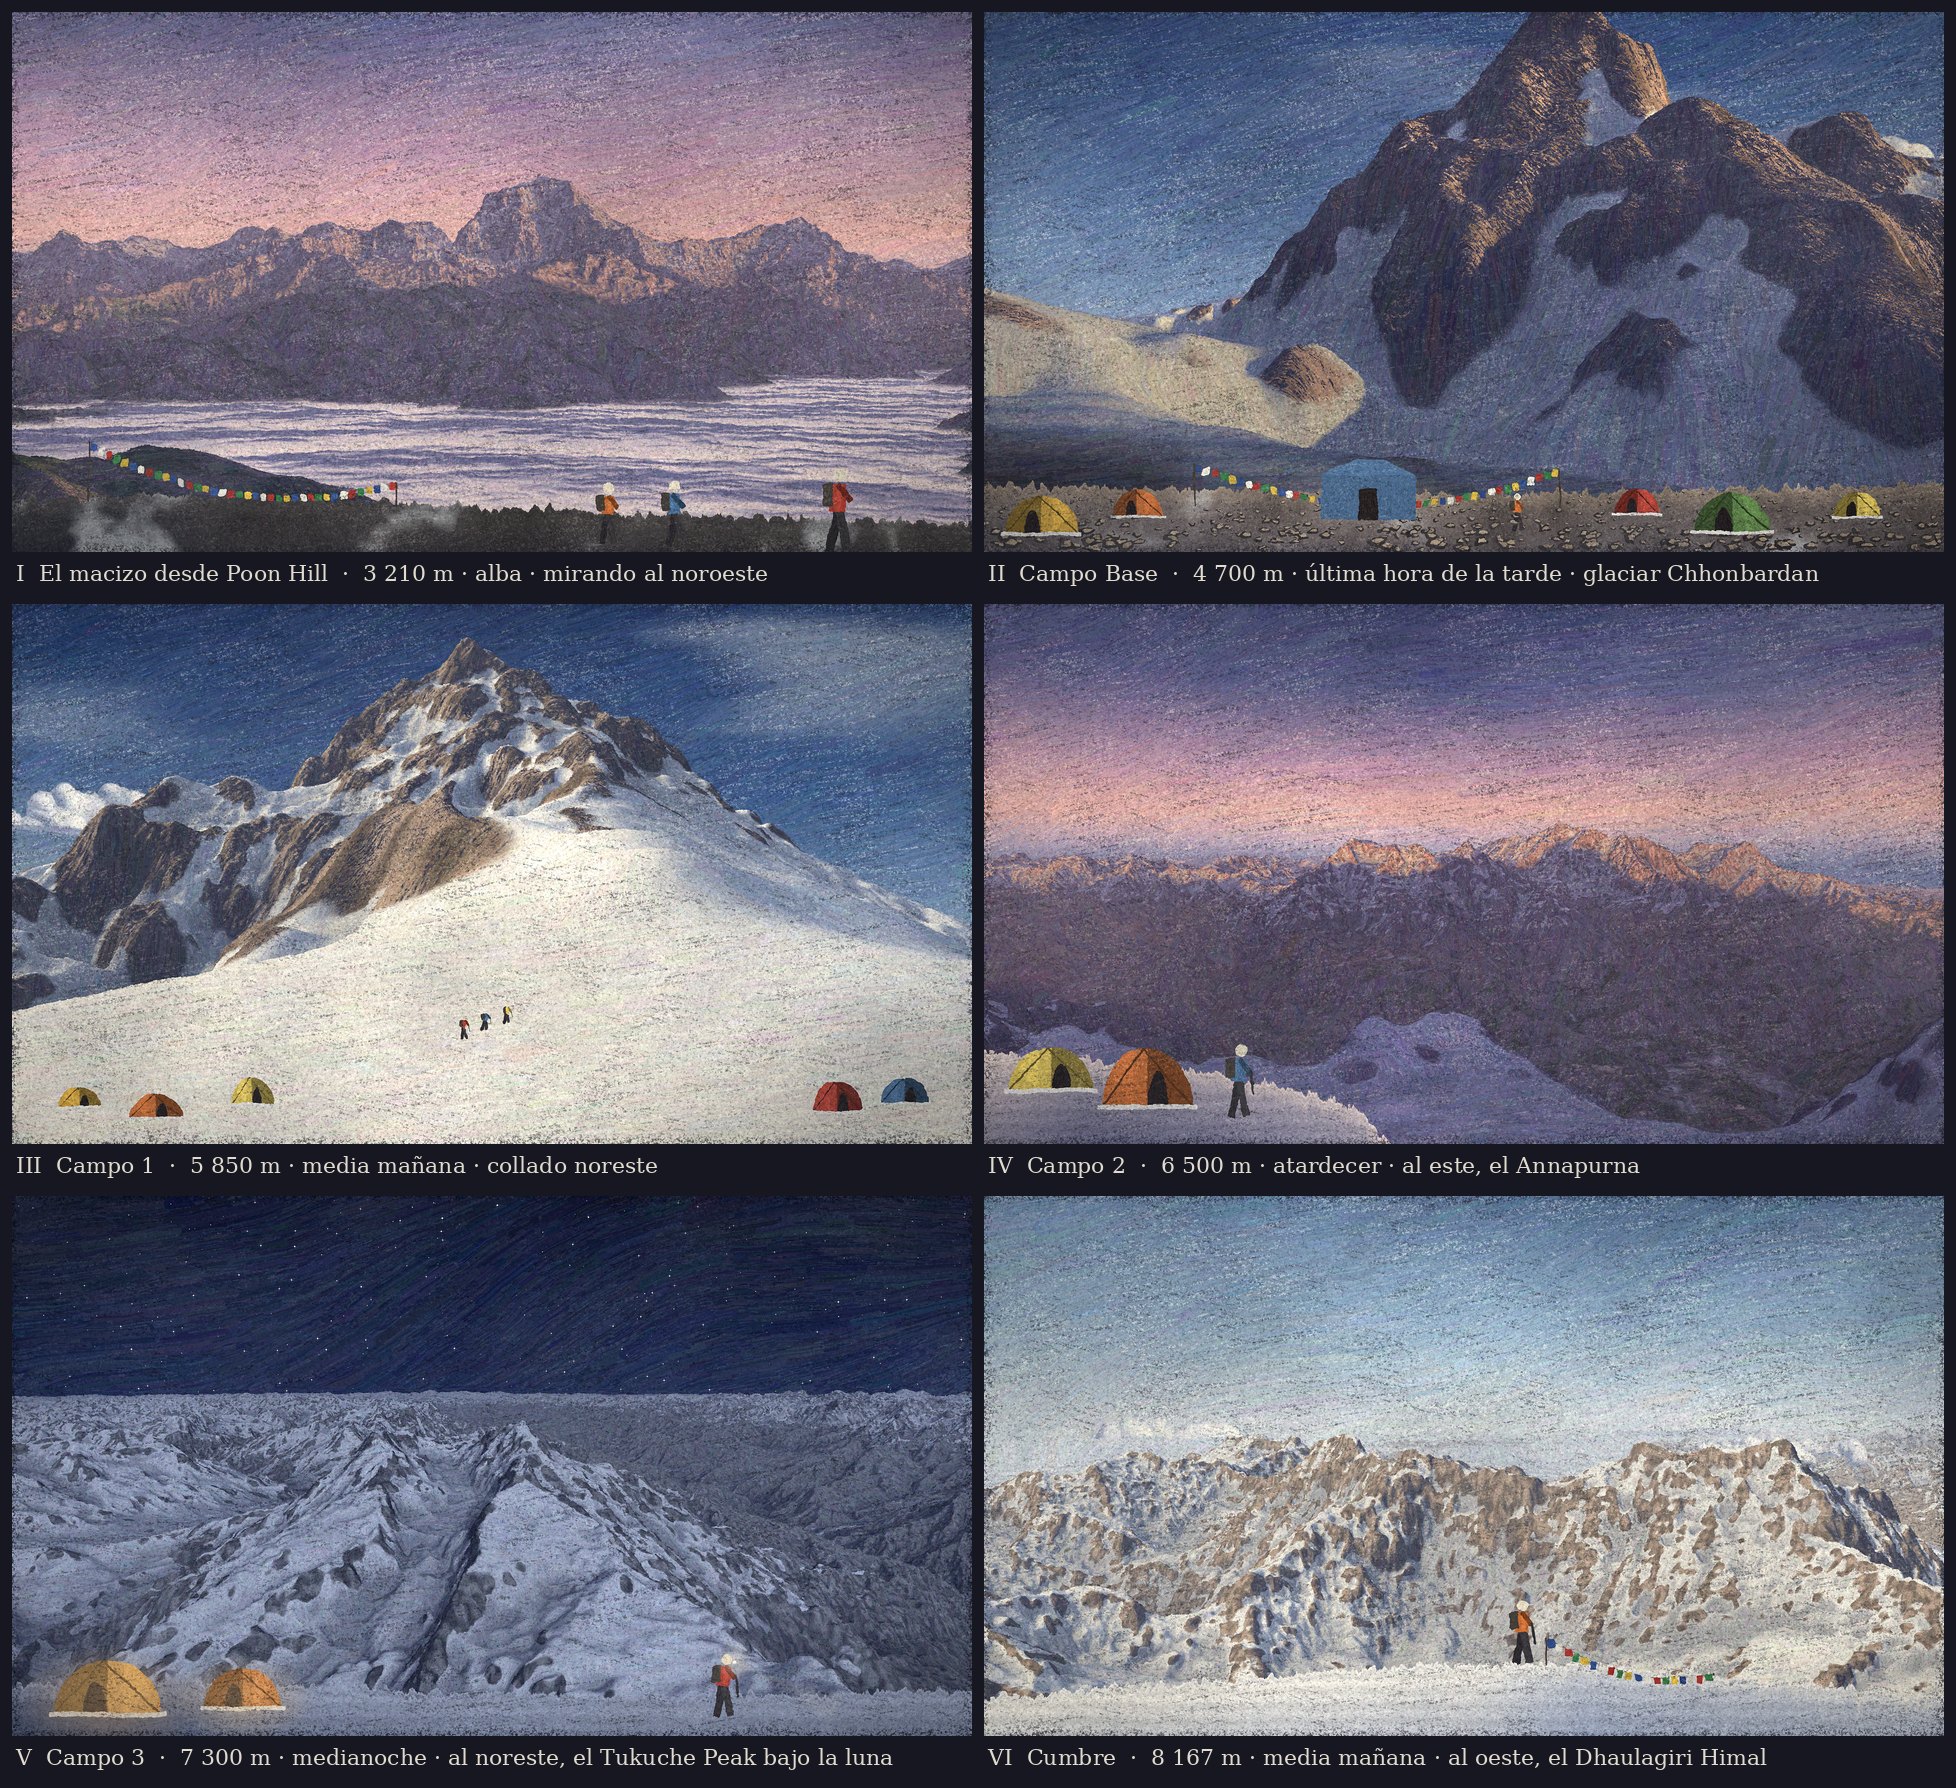 I El macizo desde Poon Hill · 3 210 m · alba · mirando al noroeste
II Campo Base · 4 700 m · última hora de la tarde · glaciar Chhonbardan
III Campo 1 · 5 850 m · media mañana · collado noreste
IV Campo 2 · 6 500 m · atardecer · al este, el Annapurna
V Campo 3 · 7 300 m · medianoche · al noreste, el Tukuche Peak bajo la luna
VI Cumbre · 8 167 m · media mañana · al oeste, el Dhaulagiri Himal